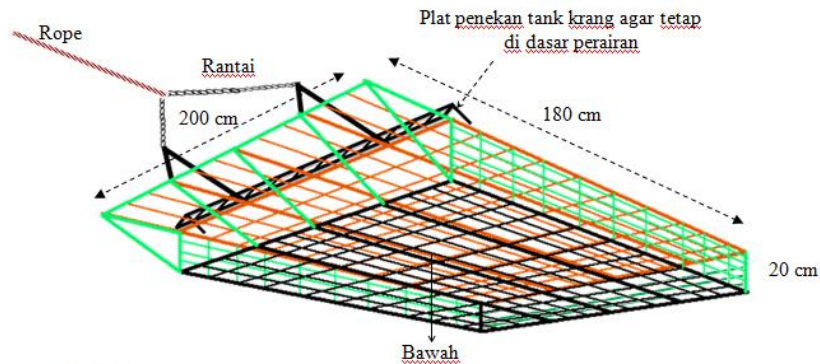 Plat penekan tank krang agar tetap
di dasar perairan
Rope
Rantai
200 cm
180 cm
20 cm
Bawah